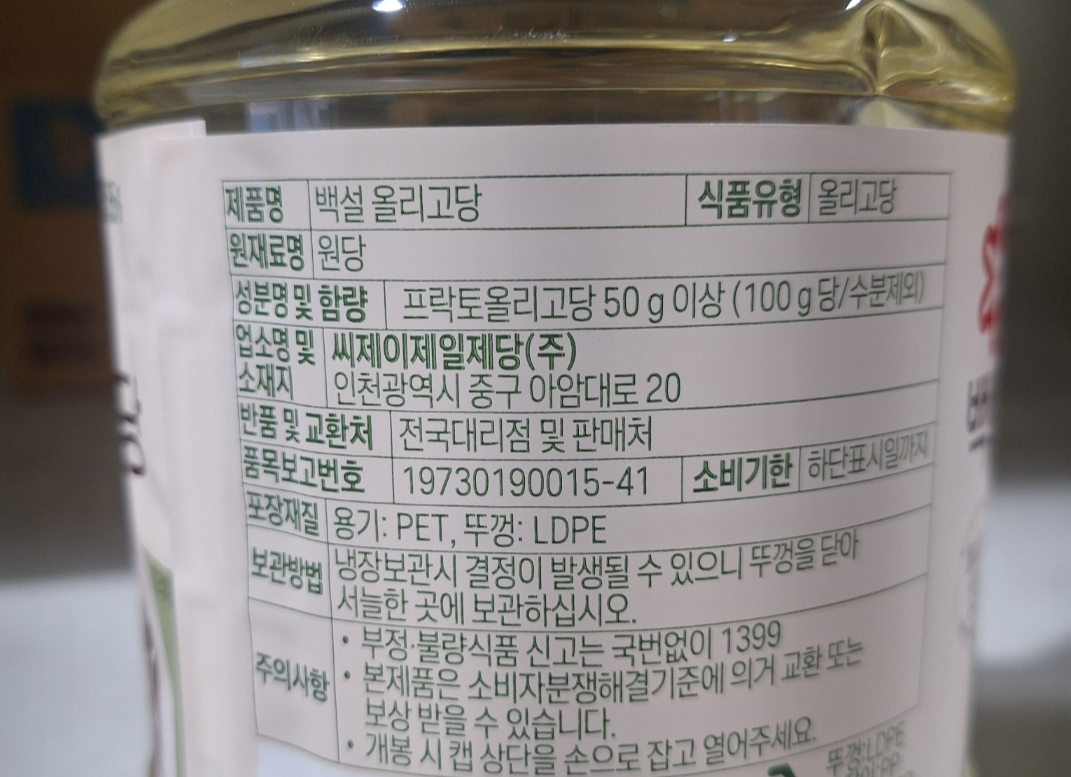 제품명 백설 올리고당 식품유형 올리고당
원재료명 원당
성분명 및 함량 프락토올리고당 50 g 이상 (100 g 당/수분제외)
업소명 및 소재지 씨제이제일제당(주)
인천광역시 중구 아암대로 20
반품 및 교환처 전국대리점 및 판매처
품목보고번호 19730190015-41 소비기한 하단표시일까지
포장재질 용기: PET, 뚜껑: LDPE
보관방법 냉장보관시 결정이 발생될 수 있으니 뚜껑을 닫아
서늘한 곳에 보관하십시오.
주의사항 • 부정·불량식품 신고는 국번없이 1399
• 본제품은 소비자분쟁해결기준에 의거 교환 또는
보상 받을 수 있습니다.
• 개봉 시 캡 상단을 손으로 잡고 열어주세요.
뚜껑:LDPE